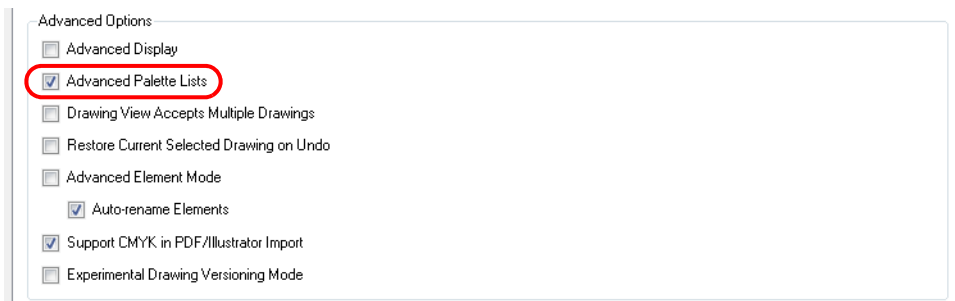 Advanced Options
Advanced Display
Advanced Palette Lists
Drawing View Accepts Multiple Drawings
Restore Current Selected Drawing on Undo
Advanced Element Mode
Auto-rename Elements
Support CMYK in PDF/Illustrator Import
Experimental Drawing Versioning Mode